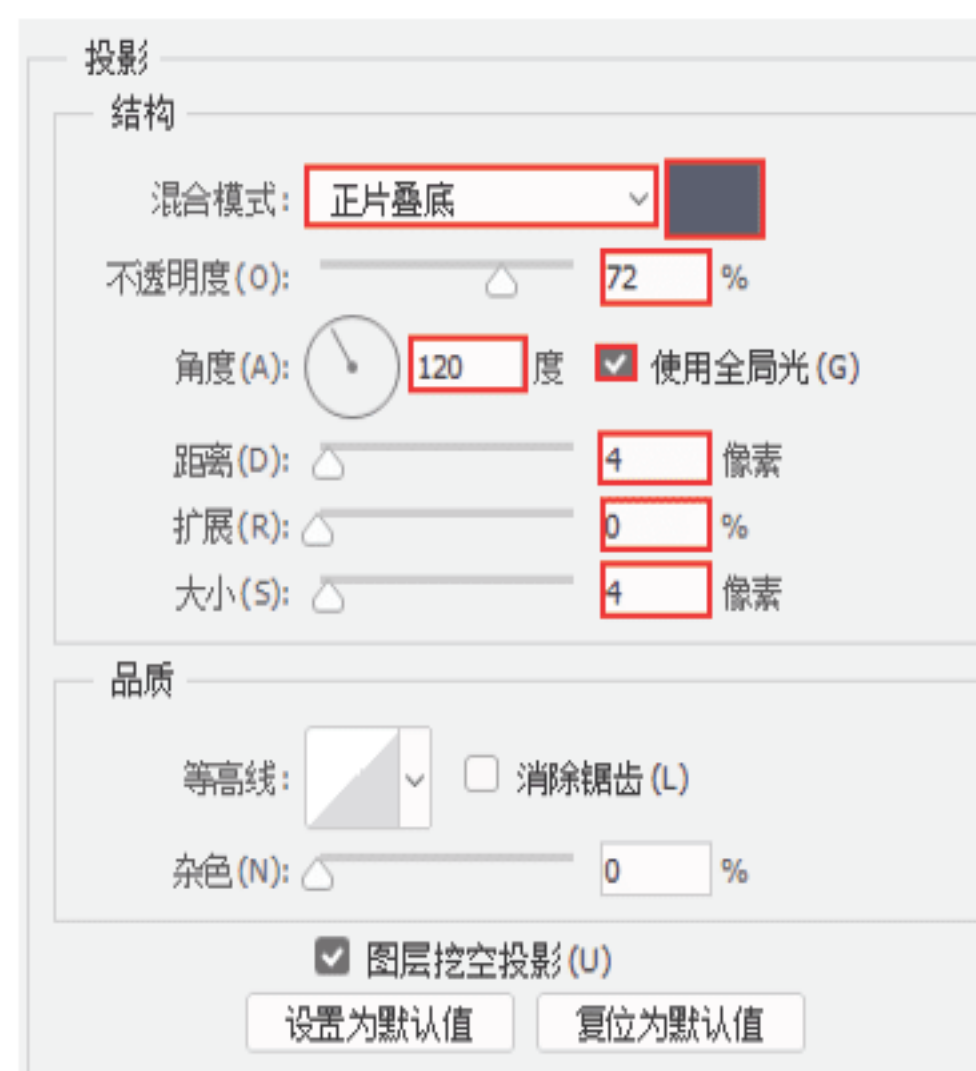 投影
结构
混合模式: 正片叠底
不透明度(O): 72 %
角度(A): 120 度 使用全局光(G)
距离(D): 4 像素
扩展(R): 0 %
大小(S): 4 像素
品质
等高线: 消除锯齿(L)
杂色(N): 0 %
图层挖空投影(U)
设置为默认值 复位为默认值